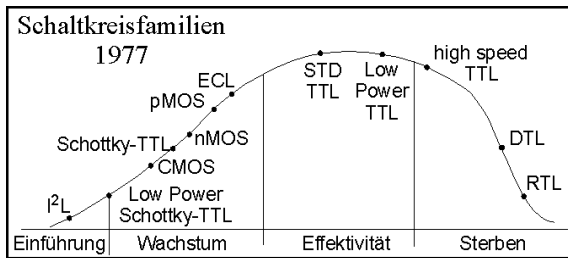 Schaltkreisfamilien
1977
I²L
Low Power
Schottky-TTL
CMOS
Schottky-TTL
nMOS
pMOS
ECL
STD
TTL
Low
Power
TTL
high speed
TTL
DTL
RTL
Einführung
Wachstum
Effektivität
Sterben